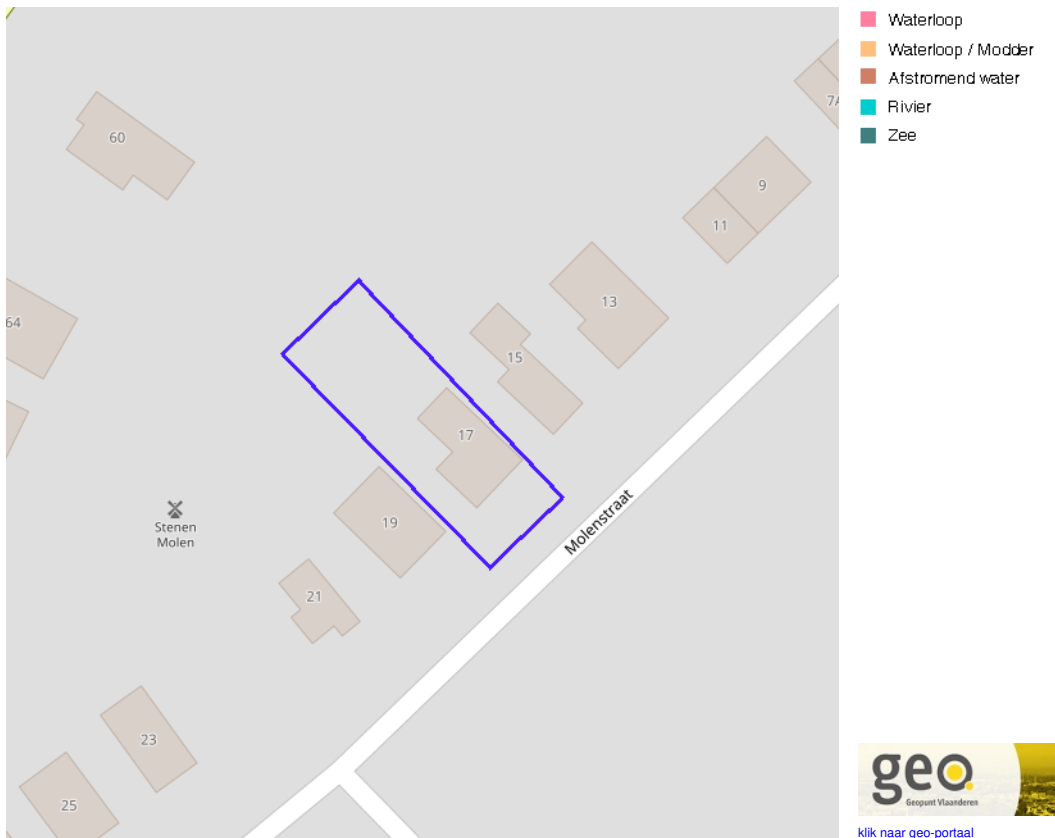 60
64
7A
9
11
13
15
17
19
21
23
25
Stenen
Molen
Molenstraat
Waterloop
Waterloop / Modder
Afstromend water
Rivier
Zee
geo.
Geopunt Vlaanderen
klik naar geo-portaal